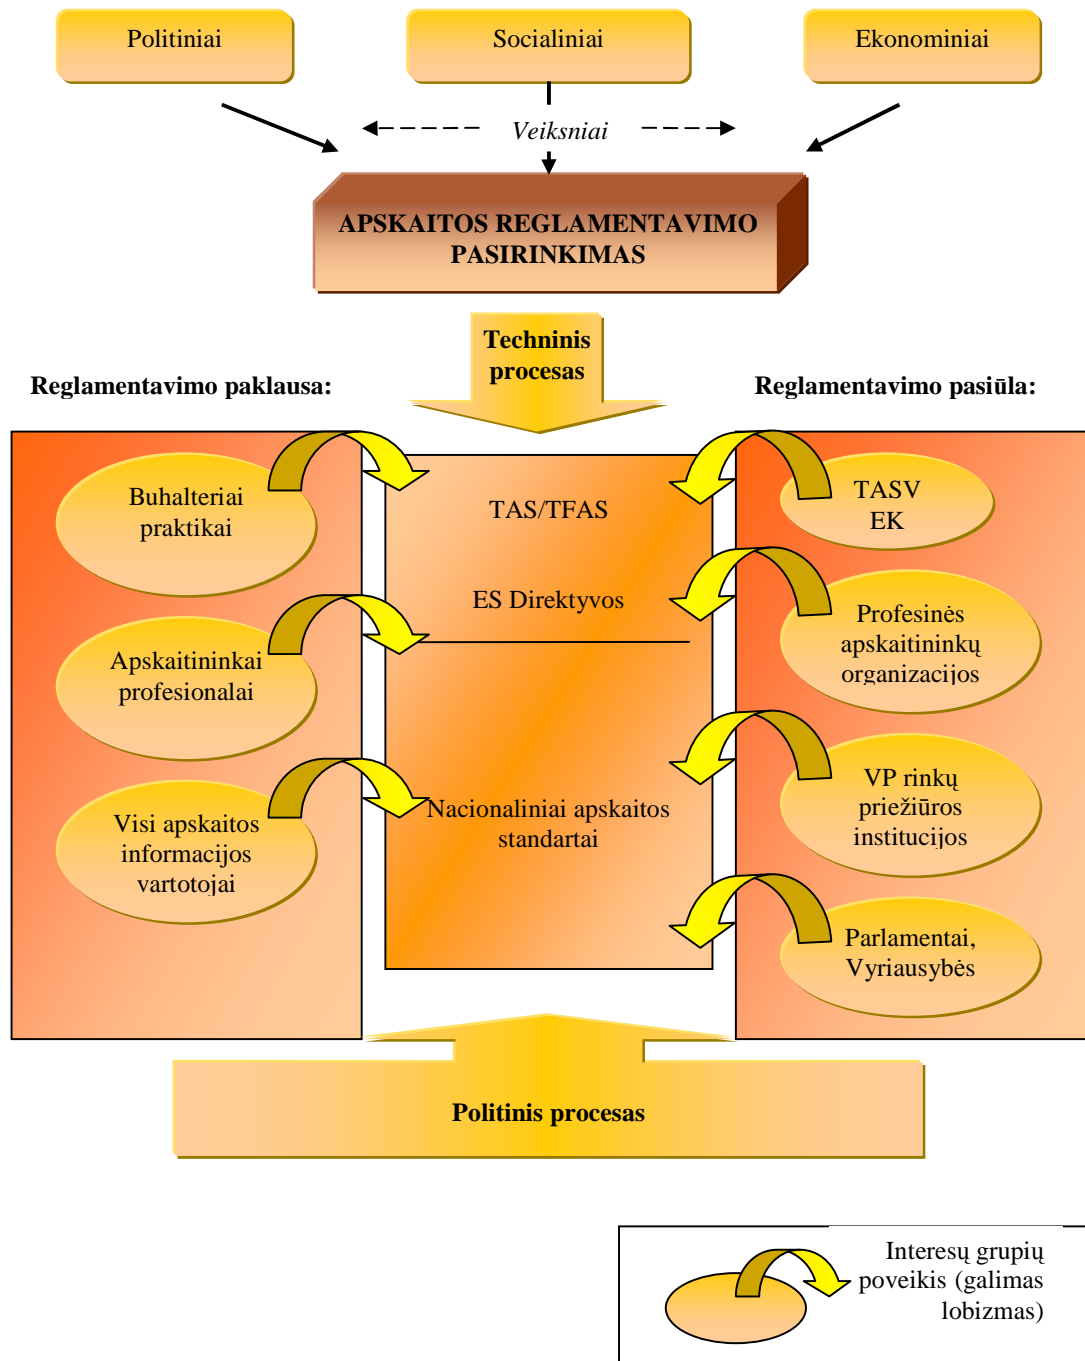 Politiniai
Socialiniai
Ekonominiai
Veiksniai
APSKAITOS REGLAMENTAVIMO
PASIRINKIMAS
Techninis
procesas
Reglamentavimo paklausa:
Reglamentavimo pasiūla:
Buhalteriai
praktikai
Apskaitininkai
profesionalai
Visi apskaitos
informacijos
vartotojai
TAS/TFAS
ES Direktyvos
Nacionaliniai apskaitos
standartai
TASV
EK
Profesinės
apskaitininkų
organizacijos
VP rinkų
priežiūros
institucijos
Parlamentai,
Vyriausybės
Politinis procesas
Interesų grupių
poveikis (galimas
lobizmas)